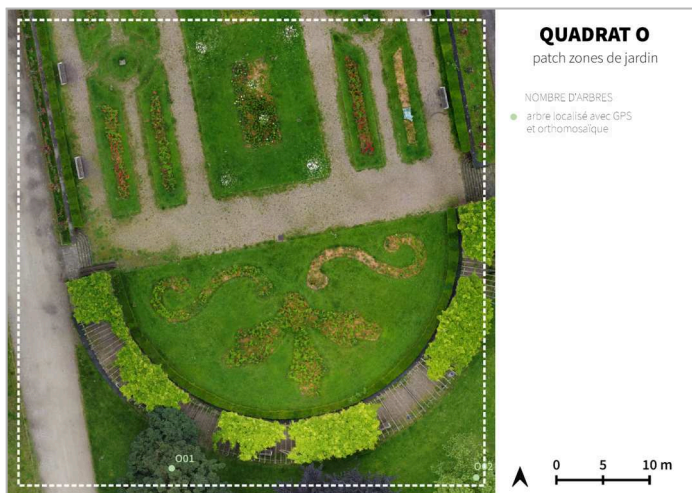 QUADRAT O
patch zones de jardin
NOMBRE D'ARBRES
arbre localisé avec GPS
et orthomosaïque
O01
O02
0 5 10 m